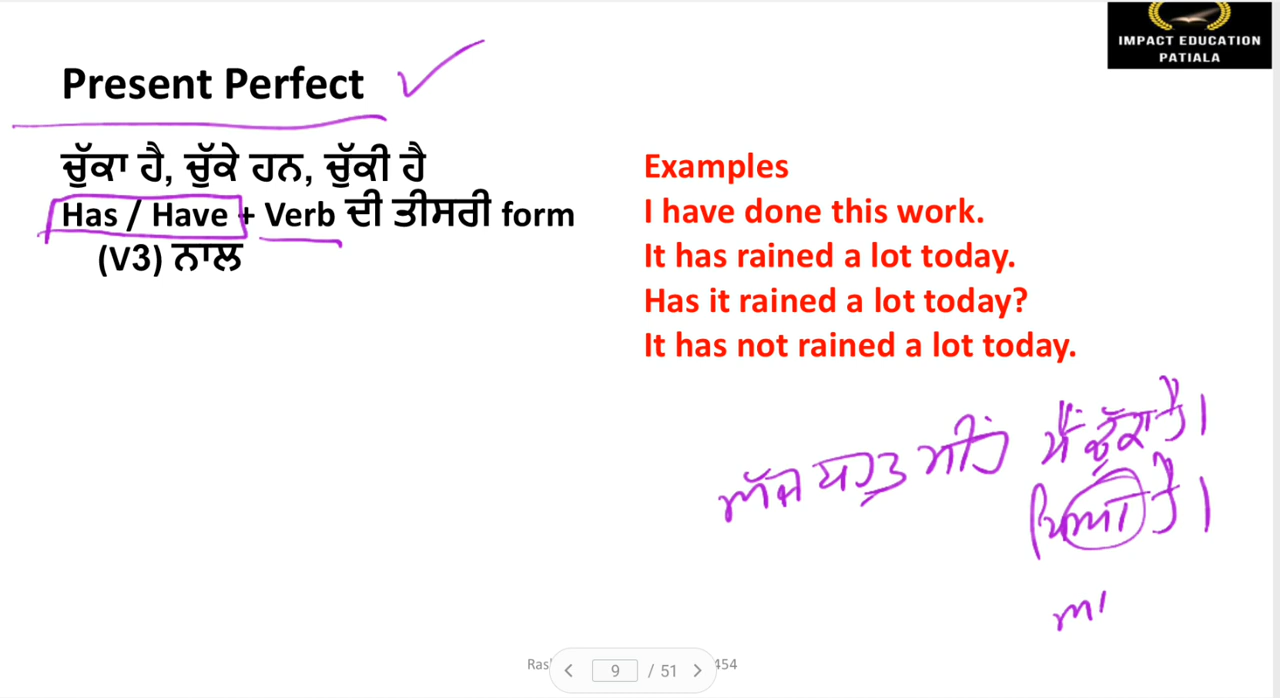 IMPACT EDUCATION
PATIALA
Present Perfect
ਚੁੱਕਾ ਹੈ, ਚੁੱਕੇ ਹਨ, ਚੁੱਕੀ ਹੈ
Has / Have + Verb ਦੀ ਤੀਸਰੀ form
(V3) ਨਾਲ
Examples
I have done this work.
It has rained a lot today.
Has it rained a lot today?
It has not rained a lot today.
ਅੱਜ ਬਹੁਤ ਮੀਂਹ ਪੈ ਚੁੱਕਾ ਹੈ।
ਪਿਆ ਹੈ।
9 / 51
454